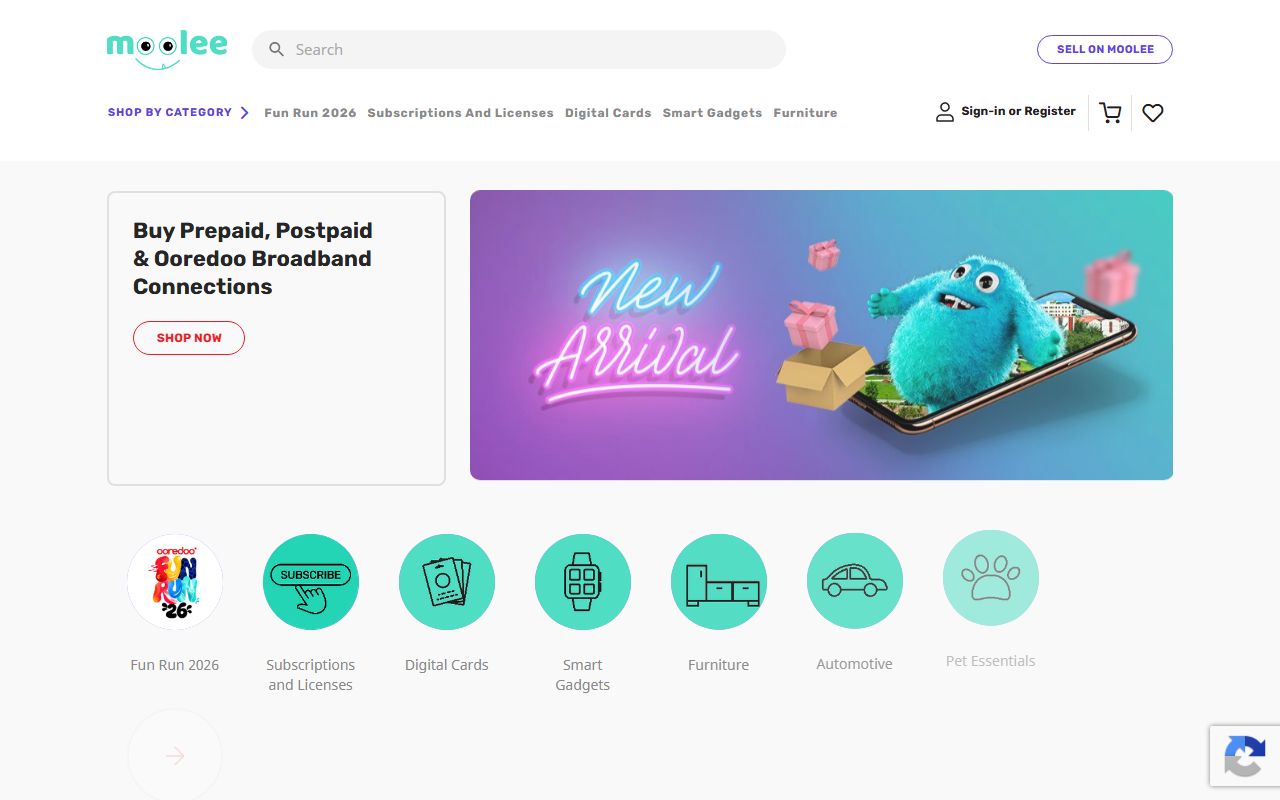 moolee
Search
SELL ON MOOLEE
SHOP BY CATEGORY
Fun Run 2026
Subscriptions And Licenses
Digital Cards
Smart Gadgets
Furniture
Sign-in or Register
Buy Prepaid, Postpaid
& Ooredoo Broadband
Connections
SHOP NOW
New
Arrival
ooredoo
FUN
RUN
'26
SUBSCRIBE
Fun Run 2026
Subscriptions
and Licenses
Digital Cards
Smart
Gadgets
Furniture
Automotive
Pet Essentials